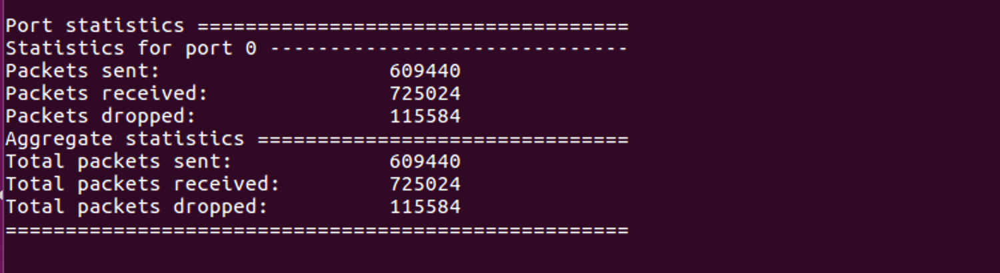 Port statistics ====================================
Statistics for port 0 ------------------------------
Packets sent:                   609440
Packets received:               725024
Packets dropped:                115584
Aggregate statistics ===============================
Total packets sent:             609440
Total packets received:         725024
Total packets dropped:          115584
====================================================